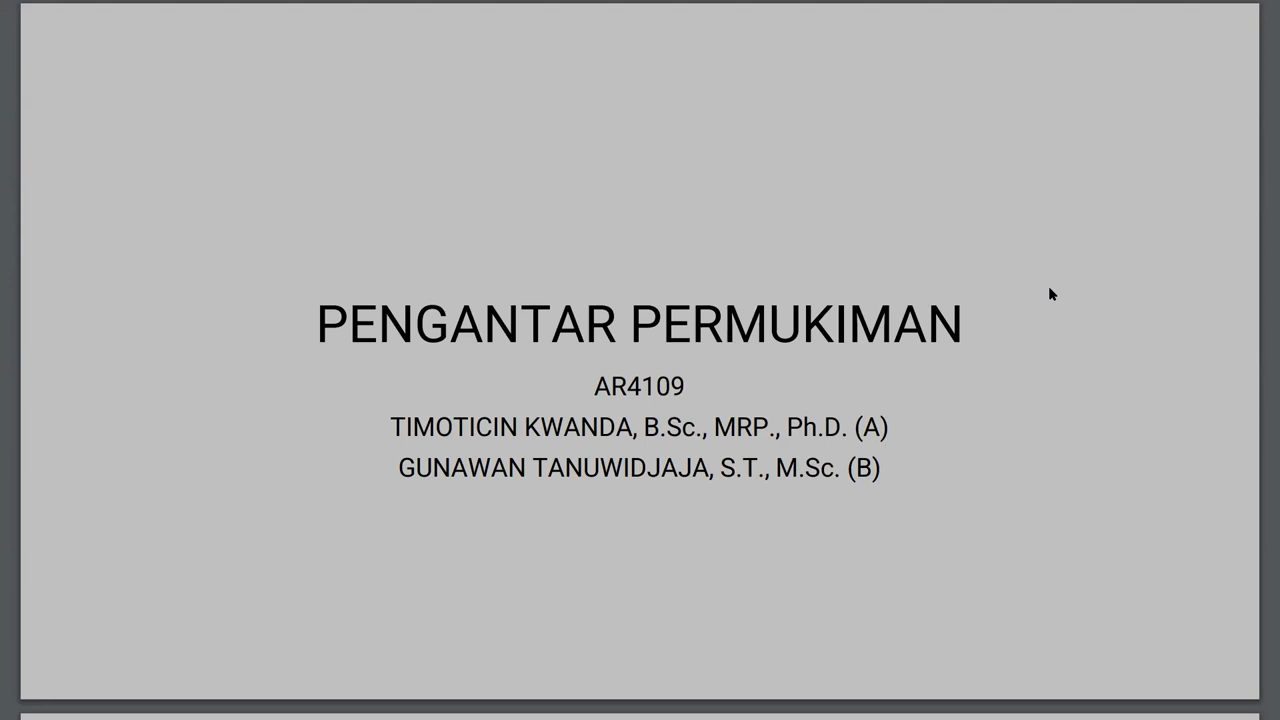 PENGANTAR PERMUKIMAN
AR4109
TIMOTICIN KWANDA, B.Sc., MRP., Ph.D. (A)
GUNAWAN TANUWIDJAJA, S.T., M.Sc. (B)